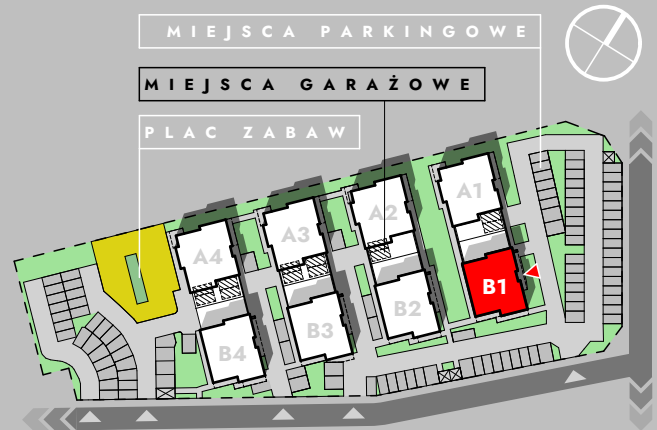 MIEJSCA PARKINGOWE
MIEJSCA GARAŻOWE
PLAC ZABAW
A1
A2
A3
A4
B1
B2
B3
B4